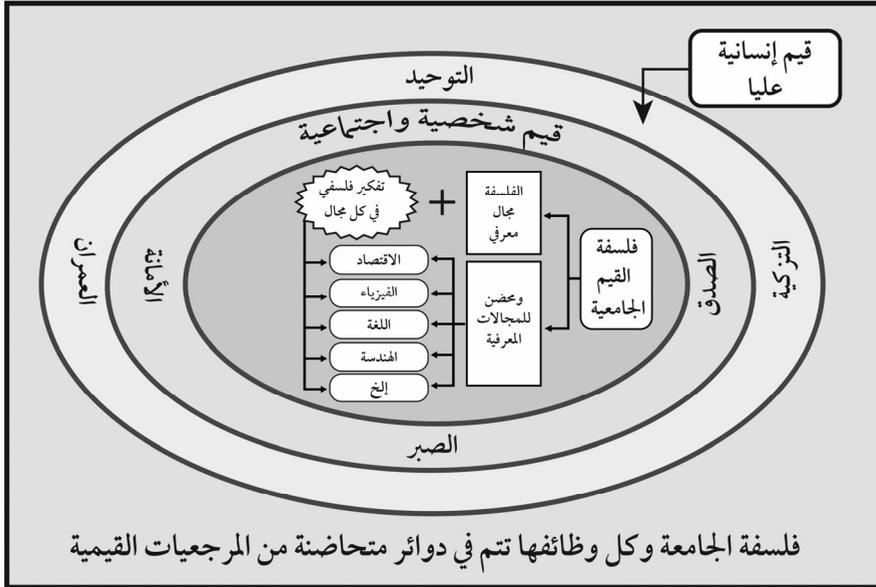 قيم إنسانية
عليا
التوحيد
قيم شخصية واجتماعية
الفلسفة
مجال
معرفي
+
تفكير فلسفي
في كل مجال
فلسفة
القيم
الجامعية
ومحضن
للمجالات
المعرفية
الاقتصاد
الفيزياء
اللغة
الهندسة
إلخ
التزكية
الصدق
الأمانة
العمران
الصبر
فلسفة الجامعة وكل وظائفها تتم في دوائر متحاضنة من المرجعيات القيمية